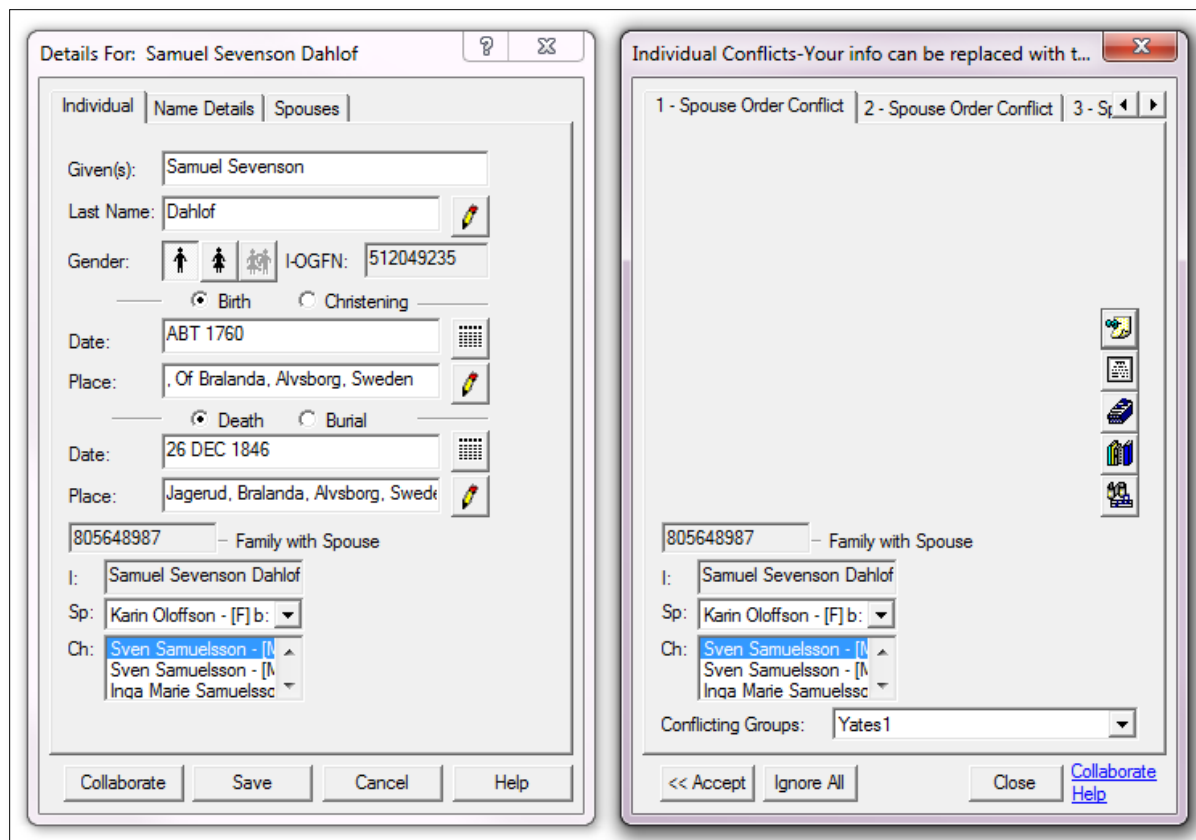 Details For: Samuel Sevenson Dahlof
Individual Name Details Spouses
Given(s): Samuel Sevenson
Last Name: Dahlof
Gender: I-OGFN: 512049235
Birth Christening
Date: ABT 1760
Place: , Of Bralanda, Alvsborg, Sweden
Death Burial
Date: 26 DEC 1846
Place: Jagerud, Bralanda, Alvsborg, Swede
805648987 - Family with Spouse
I: Samuel Sevenson Dahlof
Sp: Karin Oloffson - [F] b:
Ch: Sven Samuelsson - [M
Sven Samuelsson - [M
Inga Marie Samuelssc
Collaborate Save Cancel Help
Individual Conflicts-Your info can be replaced with t...
1 - Spouse Order Conflict 2 - Spouse Order Conflict 3 - Sp
805648987 - Family with Spouse
I: Samuel Sevenson Dahlof
Sp: Karin Oloffson - [F] b:
Ch: Sven Samuelsson - [M
Sven Samuelsson - [M
Inga Marie Samuelssc
Conflicting Groups: Yates1
<< Accept Ignore All Close Collaborate
Help